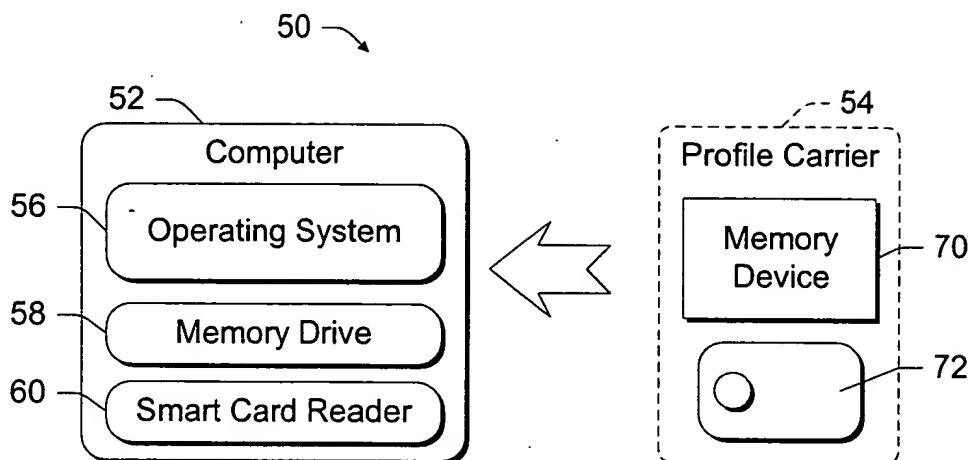 50
52
Computer
56
Operating System
58
Memory Drive
60
Smart Card Reader
54
Profile Carrier
Memory
Device
70
72